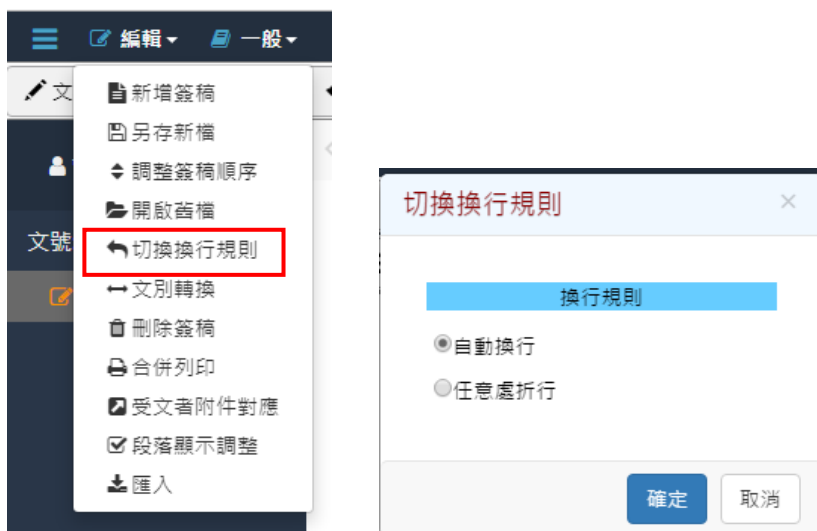 編輯 一般
文
新增簽稿
另存新檔
調整簽稿順序
開啟舊檔
文號
切換換行規則
文別轉換
刪除簽稿
合併列印
受文者附件對應
段落顯示調整
匯入
切換換行規則 ×
換行規則
自動換行
任意處折行
確定 取消